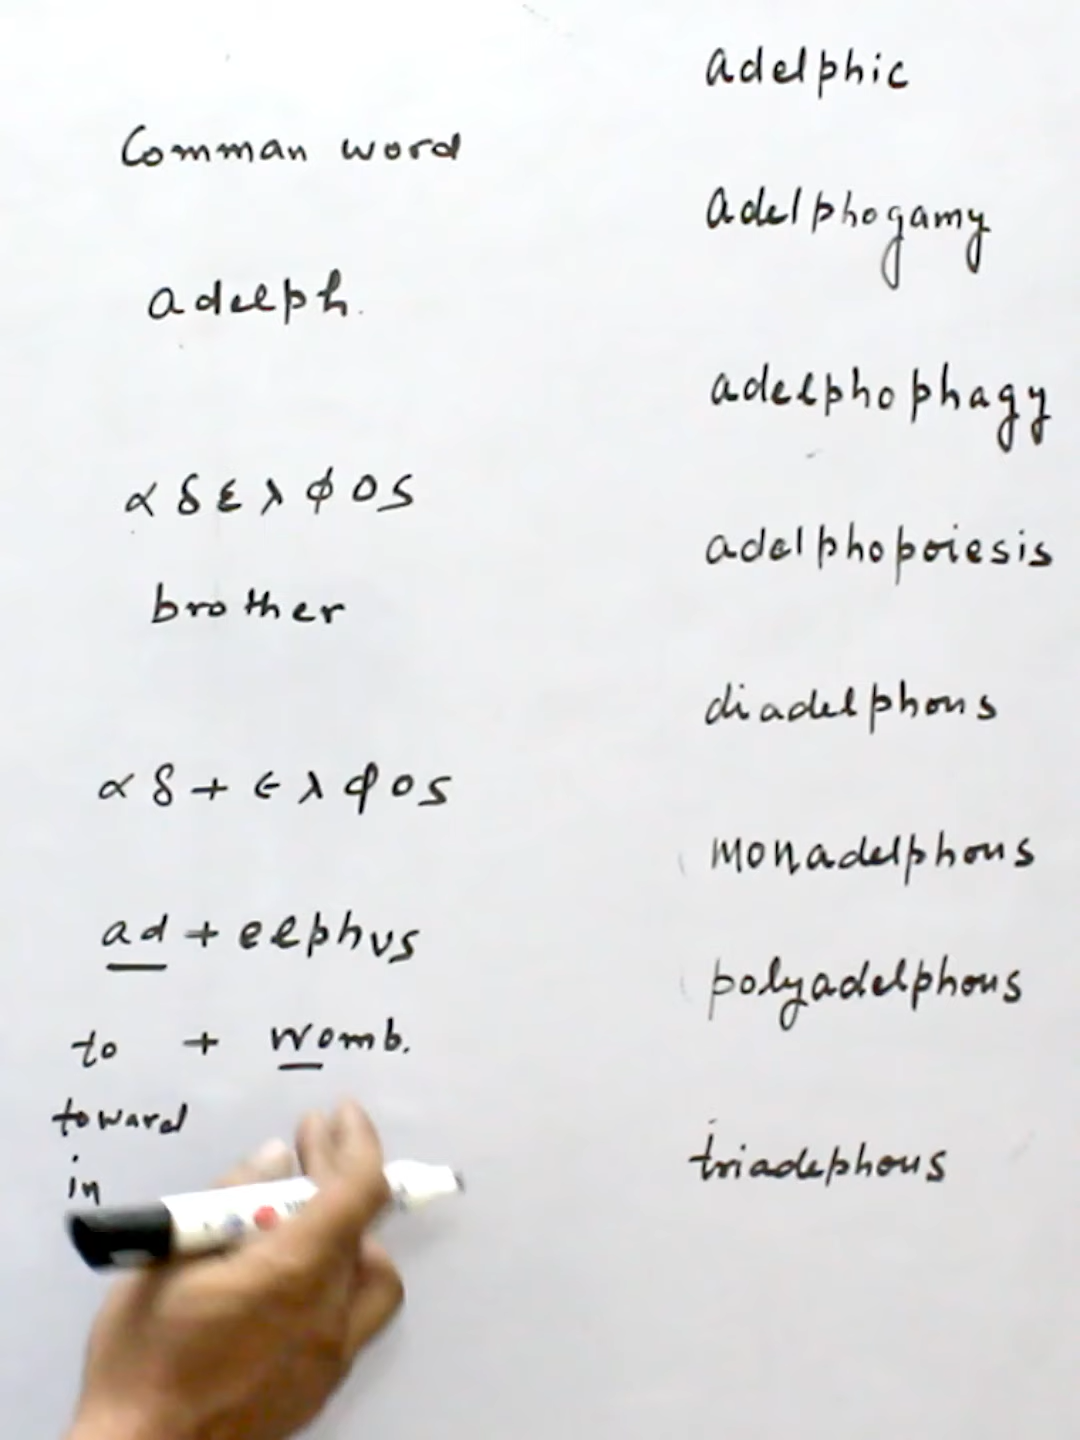 Comman word
adelph.
αδελφος
brother
αδ + ελφος
ad + elphus
to + womb.
toward
in
adelphic
adelphogamy
adelphophagy
adelphopoiesis
diadelphous
monadelphous
polyadelphous
triadephous